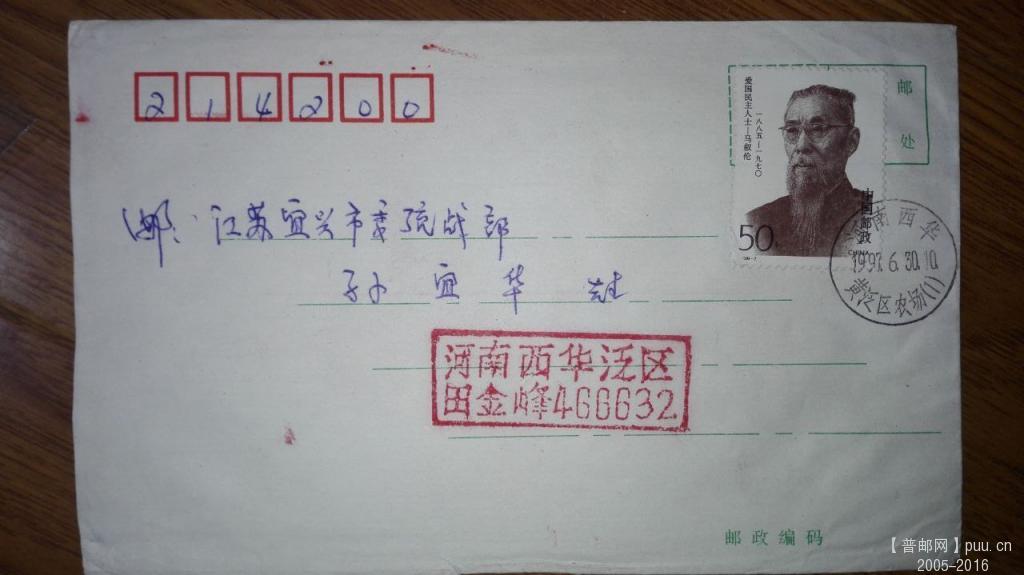 214200
邮 处
爱国民主人士—马叙伦
一八八五—一九七〇
50
中国邮政
邮: 江苏宜兴市委统战部
孙宜华
河南西华
1997.6.30.10
黄泛区农场(1)
河南西华泛区
田金峰466632
邮政编码
【普邮网】puu.cn
2005-2016